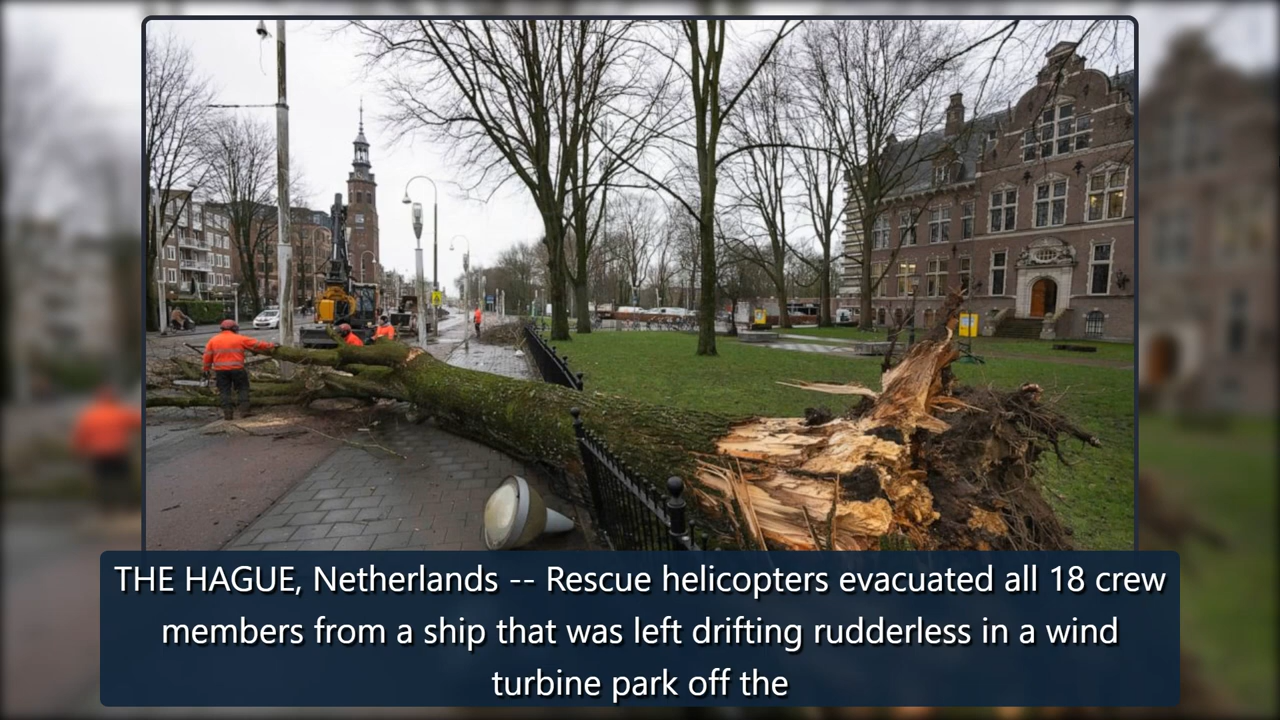 THE HAGUE, Netherlands -- Rescue helicopters evacuated all 18 crew
members from a ship that was left drifting rudderless in a wind
turbine park off the